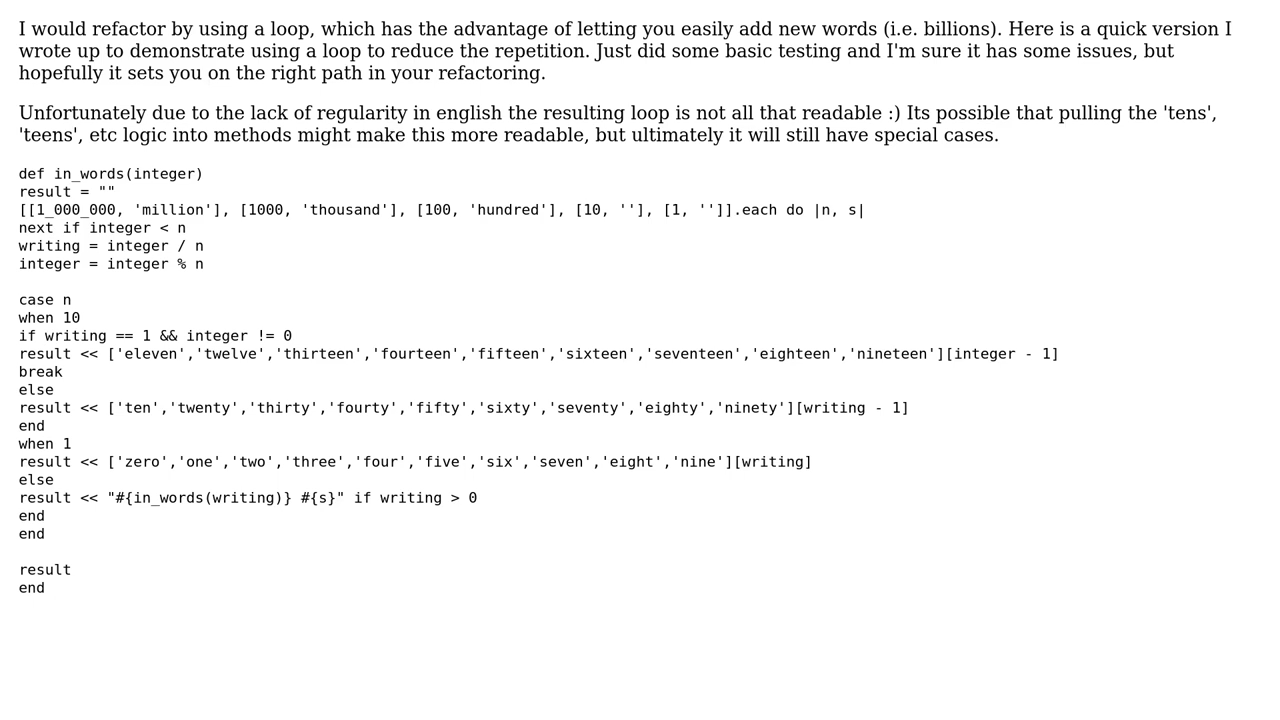 I would refactor by using a loop, which has the advantage of letting you easily add new words (i.e. billions). Here is a quick version I
wrote up to demonstrate using a loop to reduce the repetition. Just did some basic testing and I'm sure it has some issues, but
hopefully it sets you on the right path in your refactoring.
Unfortunately due to the lack of regularity in english the resulting loop is not all that readable :) Its possible that pulling the 'tens',
'teens', etc logic into methods might make this more readable, but ultimately it will still have special cases.
def in_words(integer)
result = ""
[[1_000_000, 'million'], [1000, 'thousand'], [100, 'hundred'], [10, ''], [1, '']].each do |n, s|
next if integer < n
writing = integer / n
integer = integer % n
case n
when 10
if writing == 1 && integer != 0
result << ['eleven','twelve','thirteen','fourteen','fifteen','sixteen','seventeen','eighteen','nineteen'][integer - 1]
break
else
result << ['ten','twenty','thirty','fourty','fifty','sixty','seventy','eighty','ninety'][writing - 1]
end
when 1
result << ['zero','one','two','three','four','five','six','seven','eight','nine'][writing]
else
result << "#{in_words(writing)} #{s}" if writing > 0
end
end
result
end